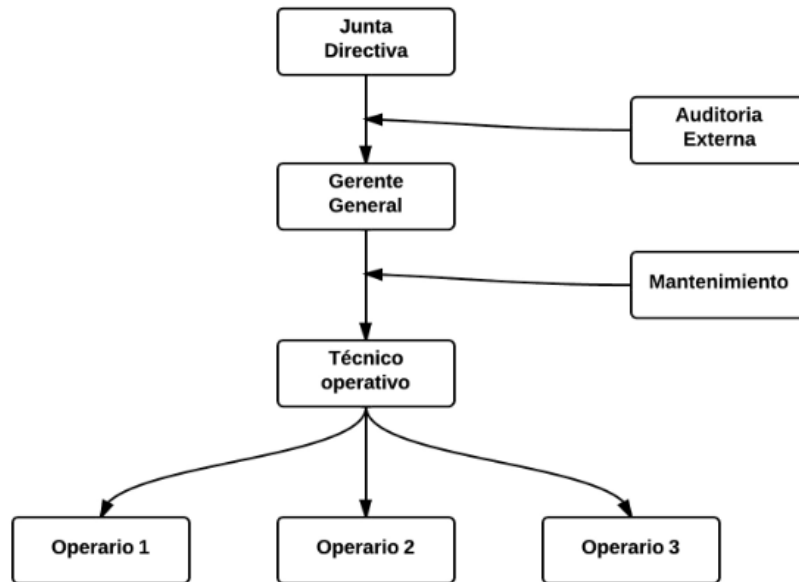 Junta
Directiva
Auditoria
Externa
Gerente
General
Mantenimiento
Técnico
operativo
Operario 1
Operario 2
Operario 3